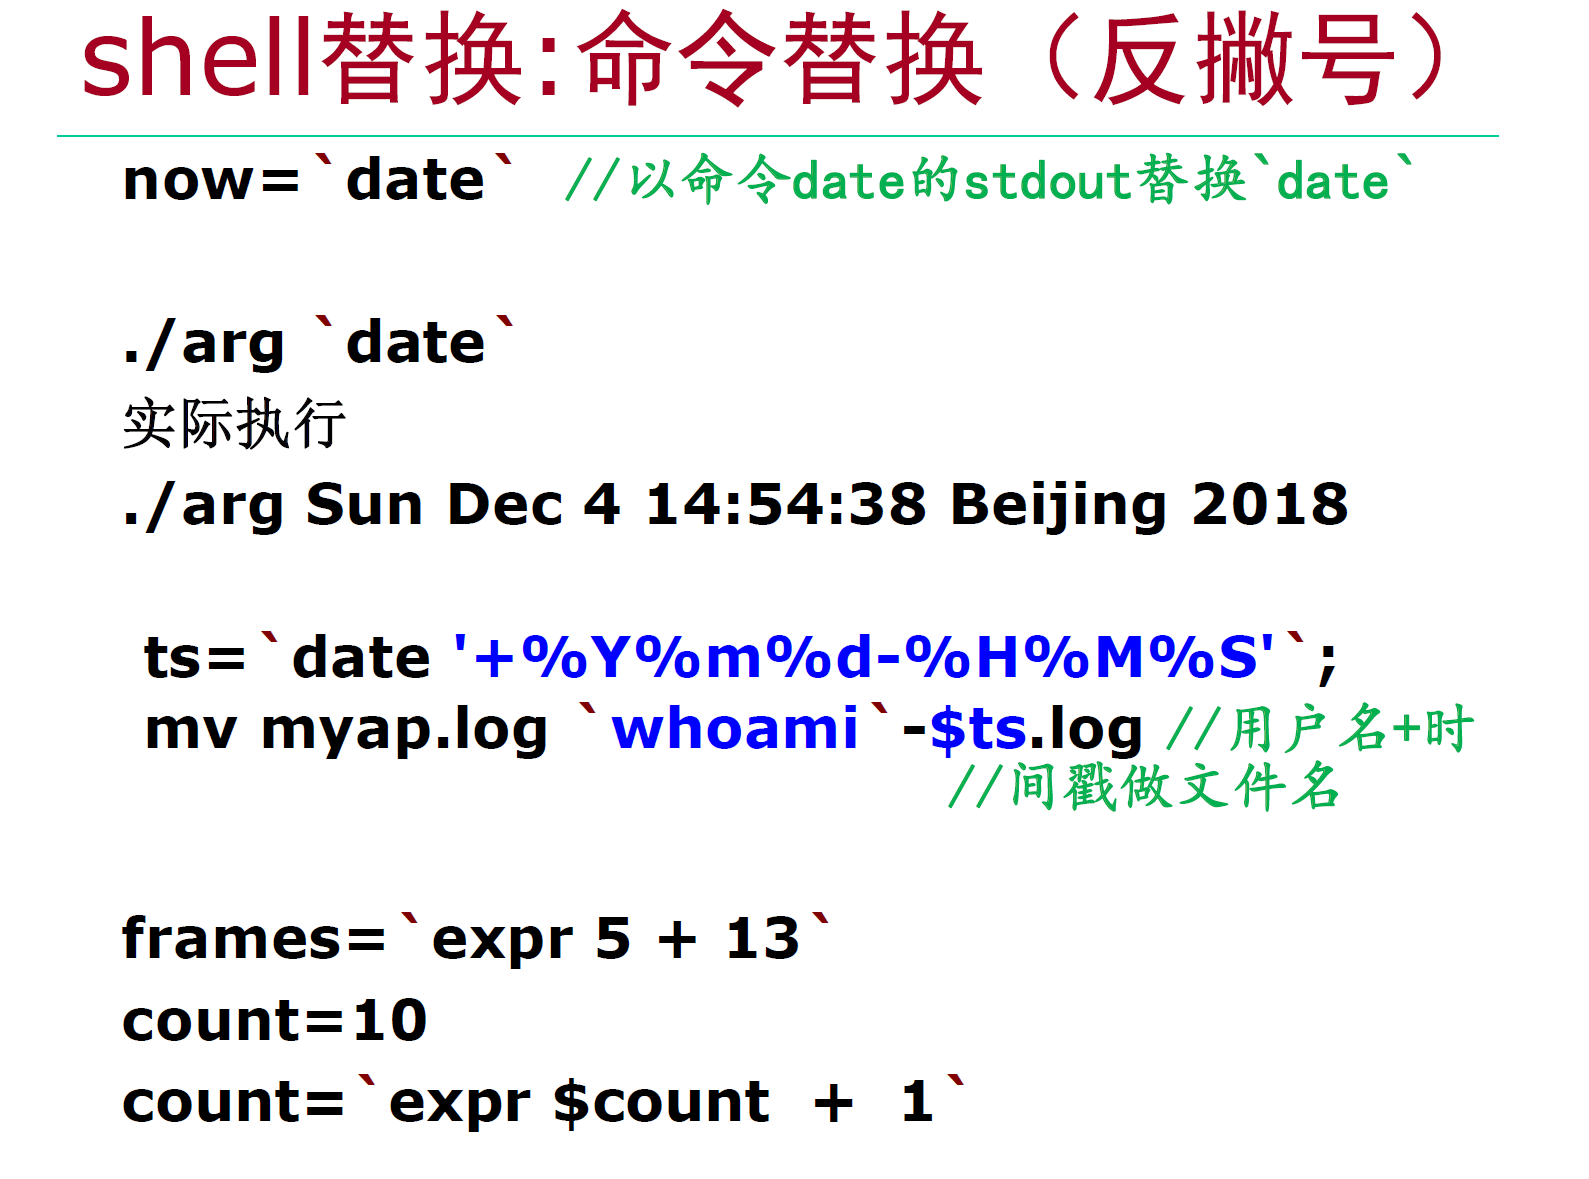 shell替换:命令替换（反撇号）
now=`date` //以命令date的stdout替换`date`
./arg `date`
实际执行
./arg Sun Dec 4 14:54:38 Beijing 2018
ts=`date '+%Y%m%d-%H%M%S'`;
mv myap.log `whoami`-$ts.log //用户名+时
//间戳做文件名
frames=`expr 5 + 13`
count=10
count=`expr $count + 1`